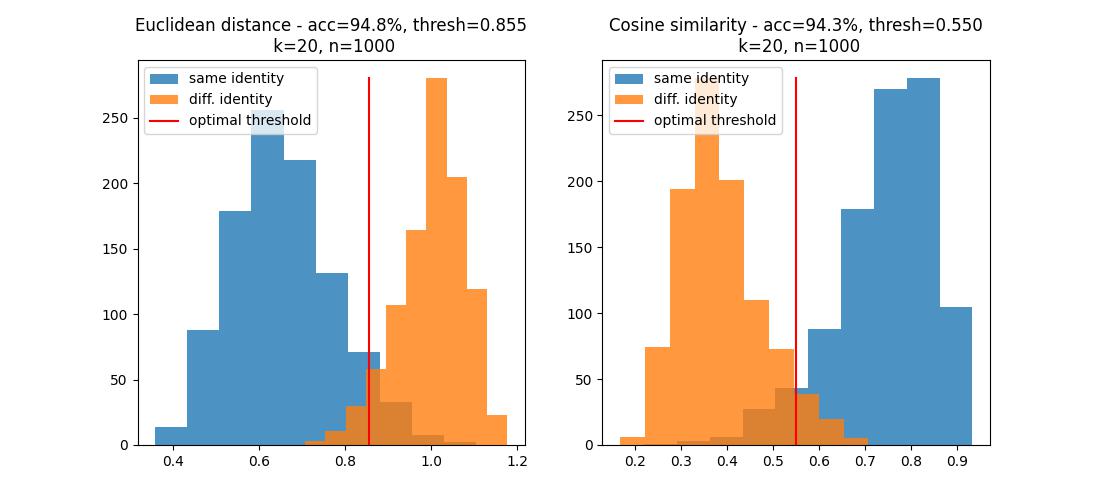 Euclidean distance - acc=94.8%, thresh=0.855
k=20, n=1000
same identity
diff. identity
optimal threshold
250
200
150
100
50
0
0.4 0.6 0.8 1.0 1.2
Cosine similarity - acc=94.3%, thresh=0.550
k=20, n=1000
same identity
diff. identity
optimal threshold
250
200
150
100
50
0
0.2 0.3 0.4 0.5 0.6 0.7 0.8 0.9